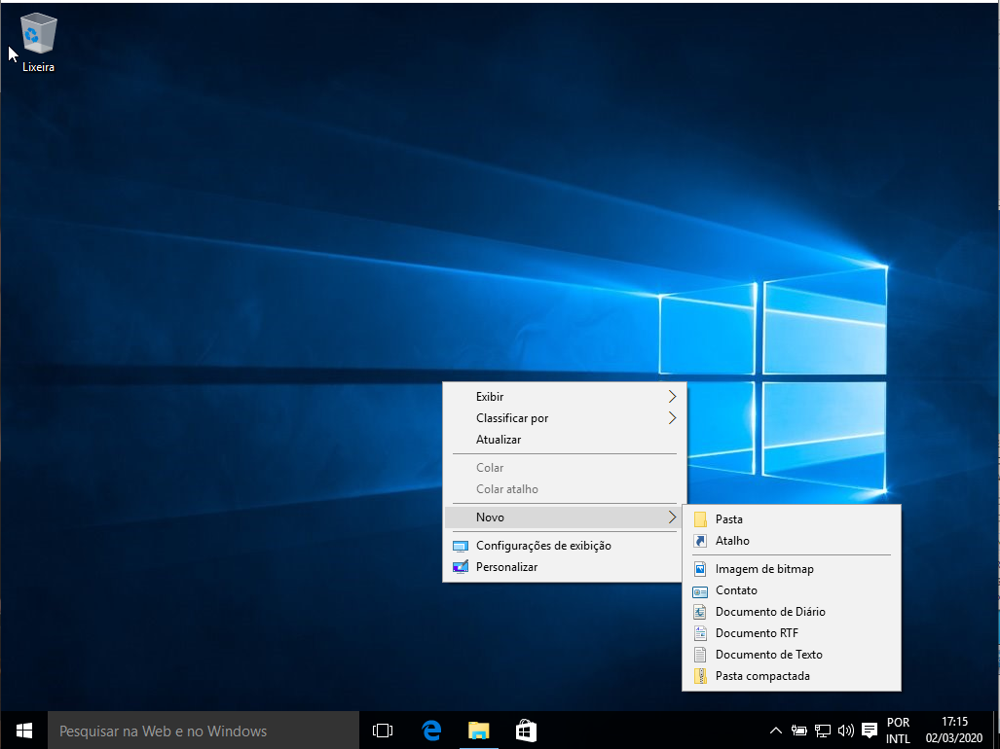 Lixeira
Exibir
Classificar por
Atualizar
Colar
Colar atalho
Novo
Configurações de exibição
Personalizar
Pasta
Atalho
Imagem de bitmap
Contato
Documento de Diário
Documento RTF
Documento de Texto
Pasta compactada
Pesquisar na Web e no Windows
POR
INTL
17:15
02/03/2020